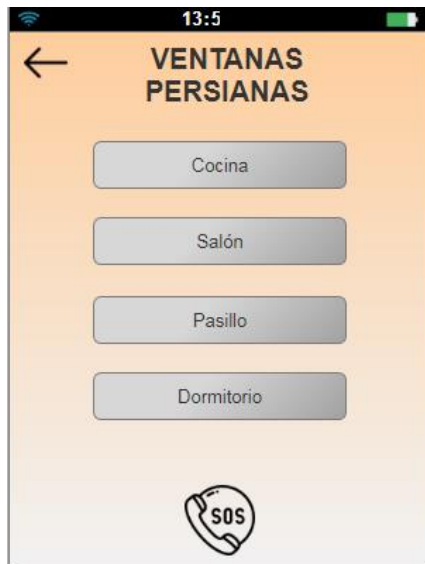 13:5
VENTANAS
PERSIANAS
Cocina
Salón
Pasillo
Dormitorio
SOS